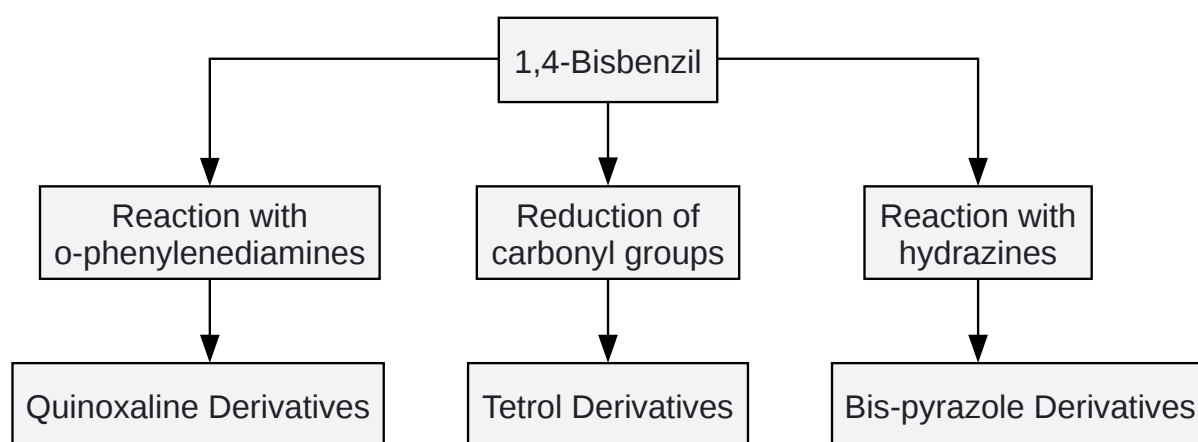 1,4-Bisbenzil
Reaction with
o-phenylenediamines
Reduction of
carbonyl groups
Reaction with
hydrazines
Quinoxaline Derivatives
Tetrol Derivatives
Bis-pyrazole Derivatives